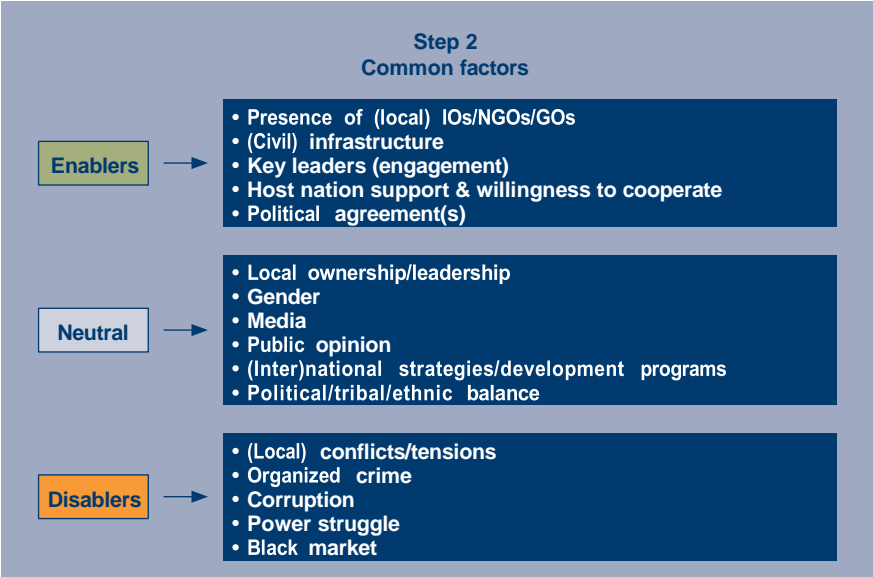 Step 2
Common factors
Enablers
• Presence of (local) IOs/NGOs/GOs
• (Civil) infrastructure
• Key leaders (engagement)
• Host nation support & willingness to cooperate
• Political agreement(s)
Neutral
• Local ownership/leadership
• Gender
• Media
• Public opinion
• (Inter)national strategies/development programs
• Political/tribal/ethnic balance
Disablers
• (Local) conflicts/tensions
• Organized crime
• Corruption
• Power struggle
• Black market